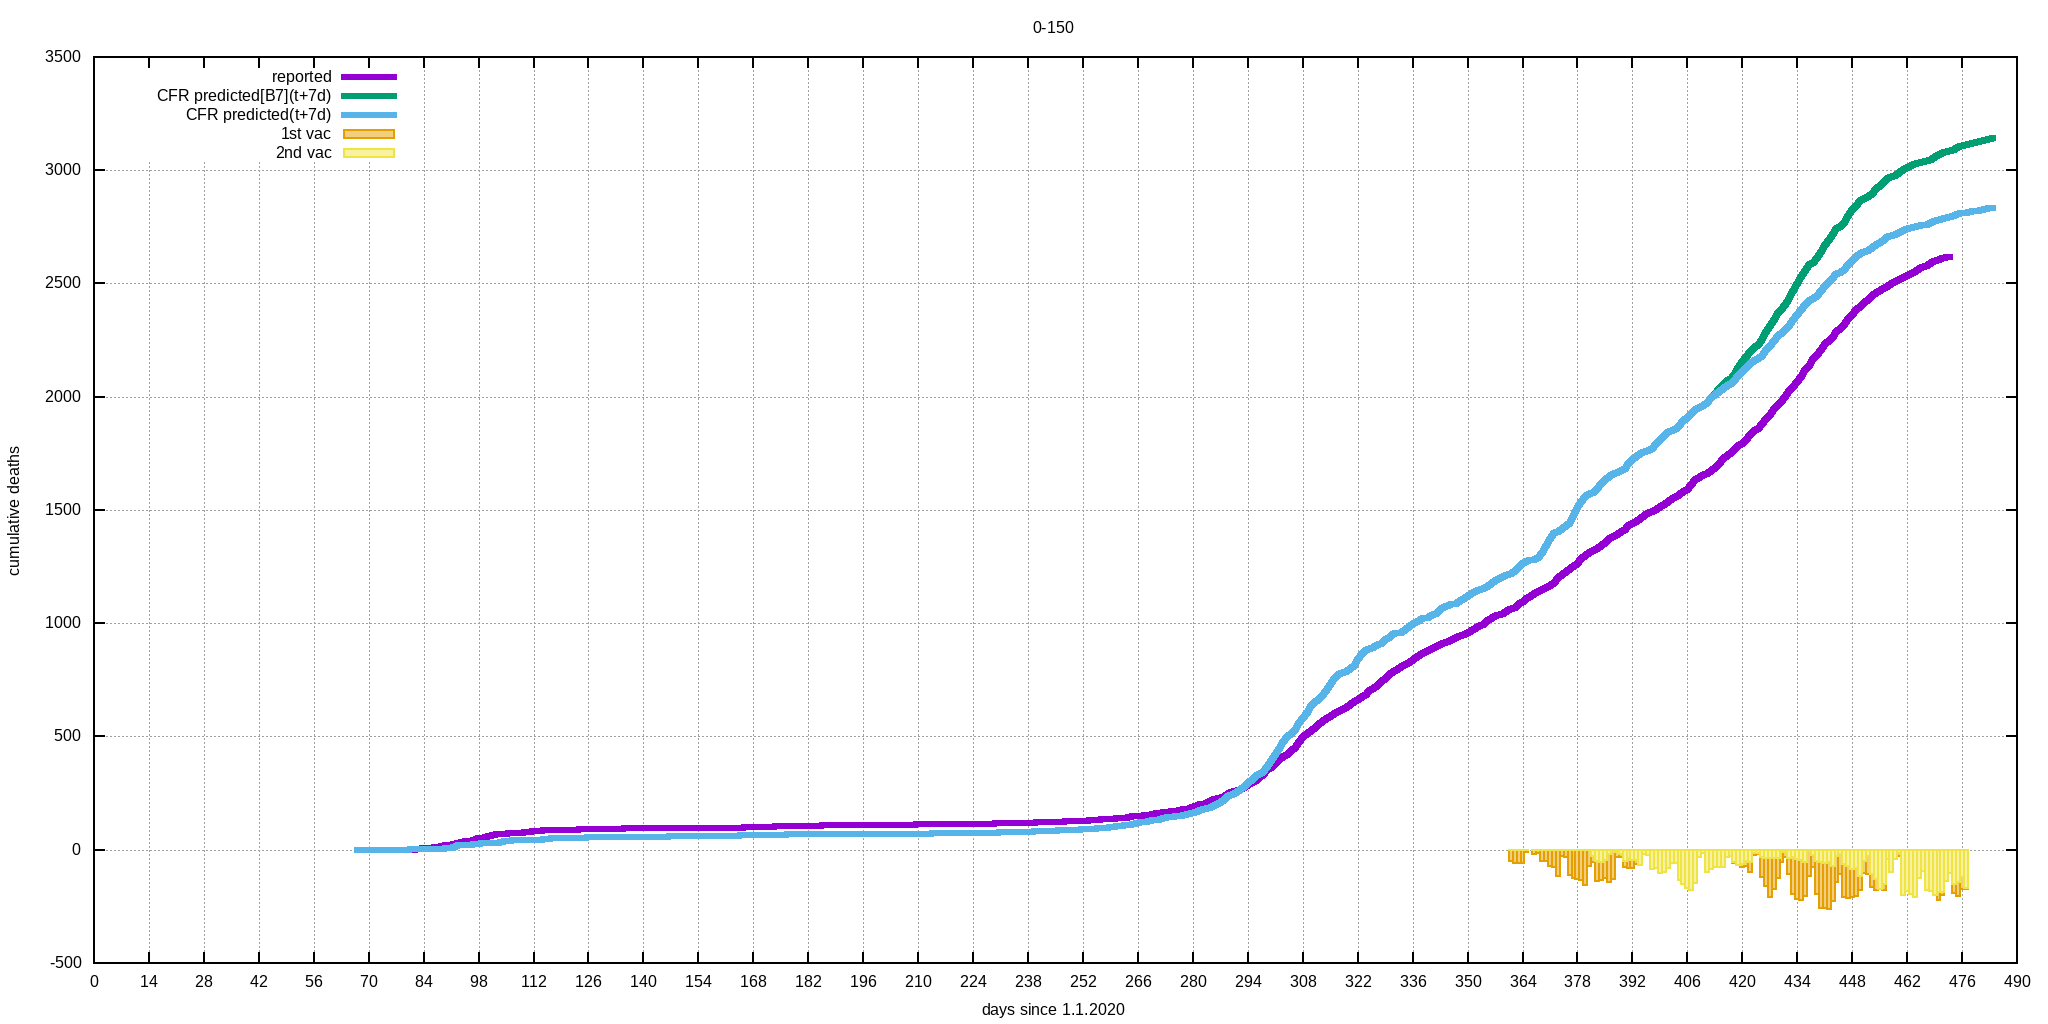 0-150
3500
3000
2500
2000
1500
1000
500
0
-500
cumulative deaths
reported
CFR predicted[B7](t+7d)
CFR predicted(t+7d)
1st vac
2nd vac
0 14 28 42 56 70 84 98 112 126 140 154 168 182 196 210 224 238 252 266 280 294 308 322 336 350 364 378 392 406 420 434 448 462 476 490
days since 1.1.2020